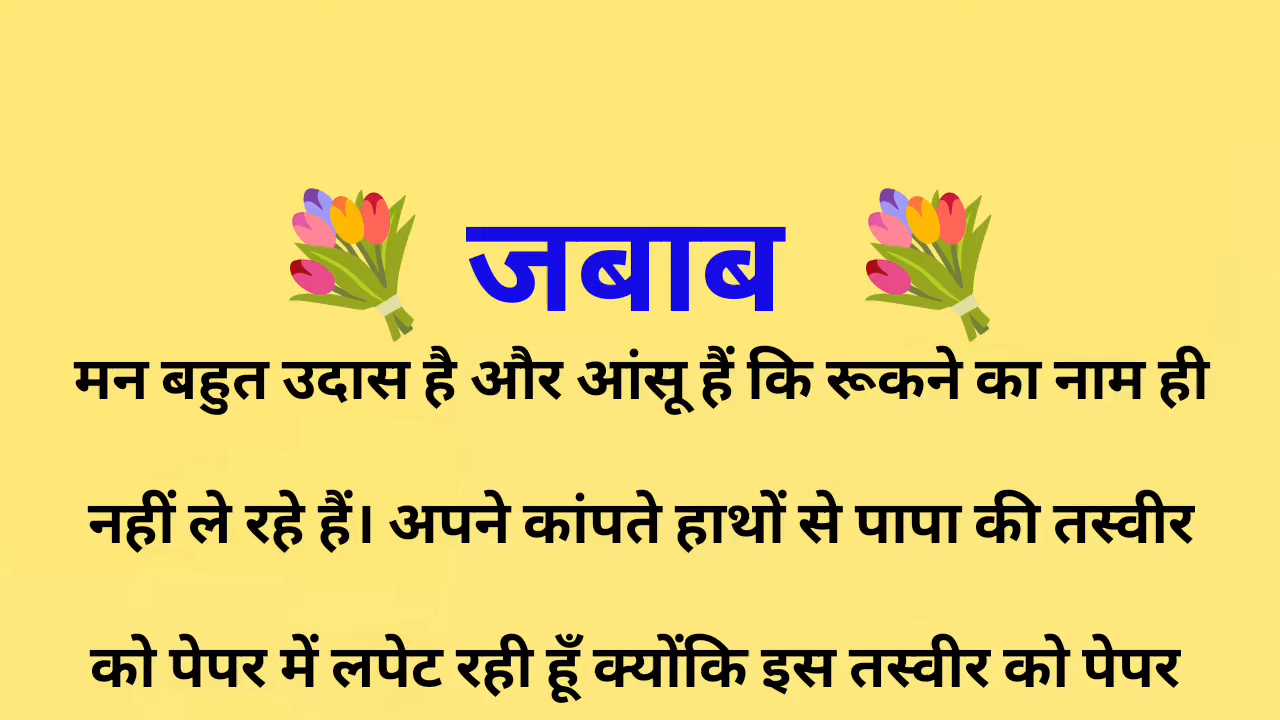 जबाब
मन बहुत उदास है और आंसू हैं कि रूकने का नाम ही
नहीं ले रहे हैं। अपने कांपते हाथों से पापा की तस्वीर
को पेपर में लपेट रही हूँ क्योंकि इस तस्वीर को पेपर